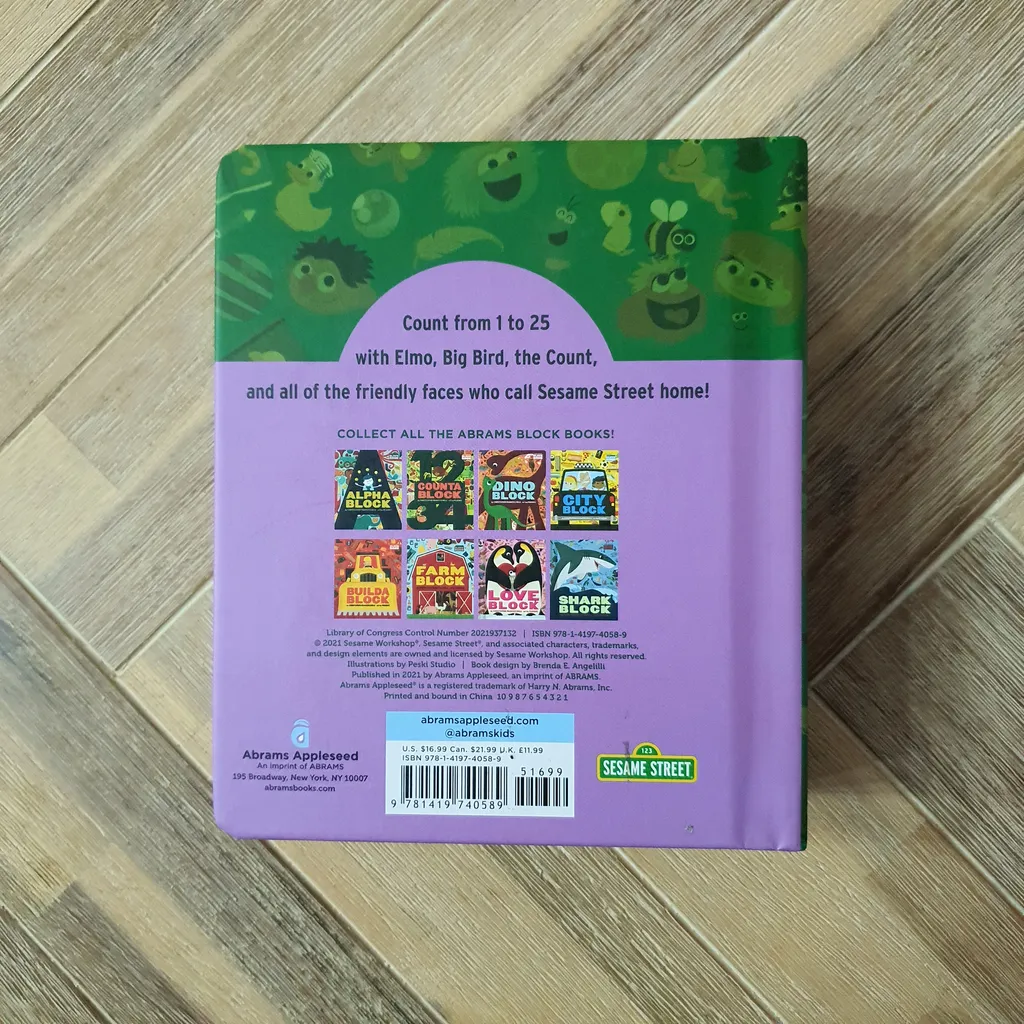 Count from 1 to 25
with Elmo, Big Bird, the Count,
and all of the friendly faces who call Sesame Street home!
COLLECT ALL THE ABRAMS BLOCK BOOKS!
ALPHA
BLOCK
COUNTA
BLOCK
DINO
BLOCK
CITY
BLOCK
BUILDA
BLOCK
FARM
BLOCK
LOVE
BLOCK
SHARK
BLOCK
Library of Congress Control Number 2021937132 | ISBN 978-1-4197-4058-9
© 2021 Sesame Workshop®, Sesame Street®, and associated characters, trademarks,
and design elements are owned and licensed by Sesame Workshop. All rights reserved.
Illustrations by Peski Studio | Book design by Brenda E. Angelilli
Published in 2021 by Abrams Appleseed, an imprint of ABRAMS.
Abrams Appleseed® is a registered trademark of Harry N. Abrams, Inc.
Printed and bound in China 10 9 8 7 6 5 4 3 2 1
abramsappleseed.com
@abramskids
U.S. $16.99 Can. $21.99 U.K. £11.99
ISBN 978-1-4197-4058-9
51699
9 781419 740589
Abrams Appleseed
An imprint of ABRAMS
195 Broadway, New York, NY 10007
abramsbooks.com
123
SESAME STREET